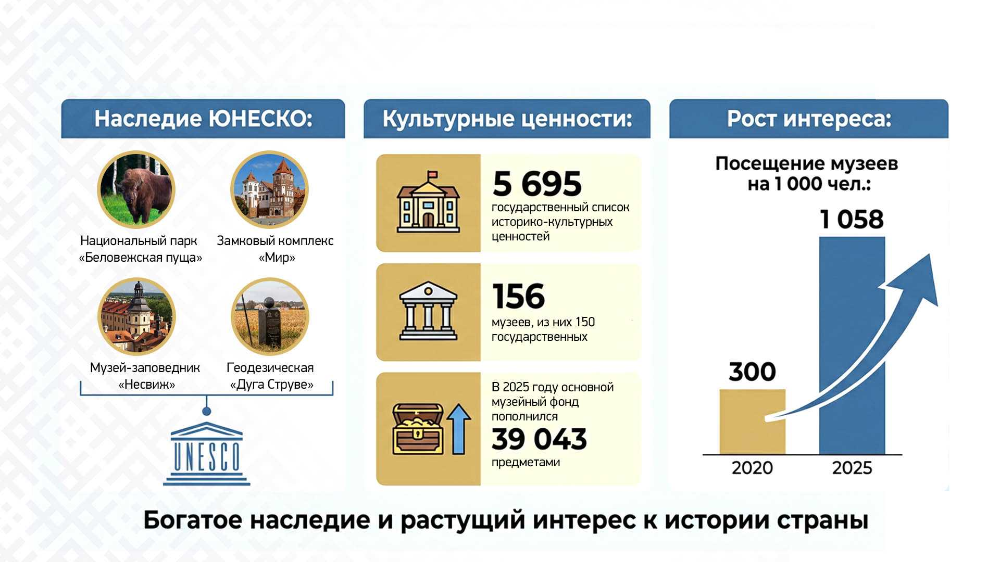 Наследие ЮНЕСКО:
Национальный парк
«Беловежская пуща»
Замковый комплекс
«Мир»
Музей-заповедник
«Несвиж»
Геодезическая
«Дуга Струве»
UNESCO
Культурные ценности:
5 695
государственный список
историко-культурных
ценностей
156
музеев, из них 150
государственных
В 2025 году основной
музейный фонд
пополнился
39 043
предметами
Рост интереса:
Посещение музеев
на 1 000 чел.:
1 058
300
2020
2025
Богатое наследие и растущий интерес к истории страны